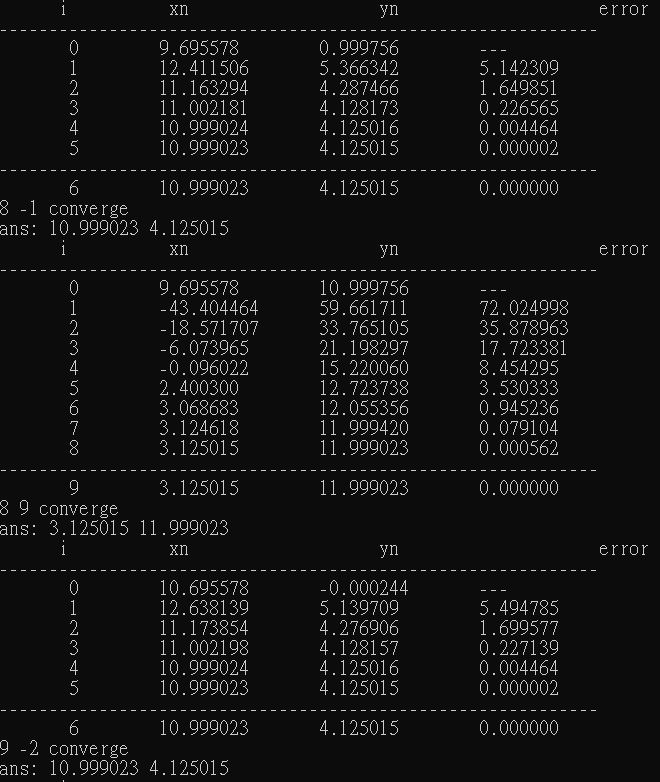 i xn yn error
------------------------------------------------------------
0 9.695578 0.999756 ---
1 12.411506 5.366342 5.142309
2 11.163294 4.287466 1.649851
3 11.002181 4.128173 0.226565
4 10.999024 4.125016 0.004464
5 10.999023 4.125015 0.000002
------------------------------------------------------------
6 10.999023 4.125015 0.000000
8 -1 converge
ans: 10.999023 4.125015
i xn yn error
------------------------------------------------------------
0 9.695578 10.999756 ---
1 -43.404464 59.661711 72.024998
2 -18.571707 33.765105 35.878963
3 -6.073965 21.198297 17.723381
4 -0.096022 15.220060 8.454295
5 2.400300 12.723738 3.530333
6 3.068683 12.055356 0.945236
7 3.124618 11.999420 0.079104
8 3.125015 11.999023 0.000562
------------------------------------------------------------
9 3.125015 11.999023 0.000000
8 9 converge
ans: 3.125015 11.999023
i xn yn error
------------------------------------------------------------
0 10.695578 -0.000244 ---
1 12.638139 5.139709 5.494785
2 11.173854 4.276906 1.699577
3 11.002198 4.128157 0.227139
4 10.999024 4.125016 0.004464
5 10.999023 4.125015 0.000002
------------------------------------------------------------
6 10.999023 4.125015 0.000000
9 -2 converge
ans: 10.999023 4.125015